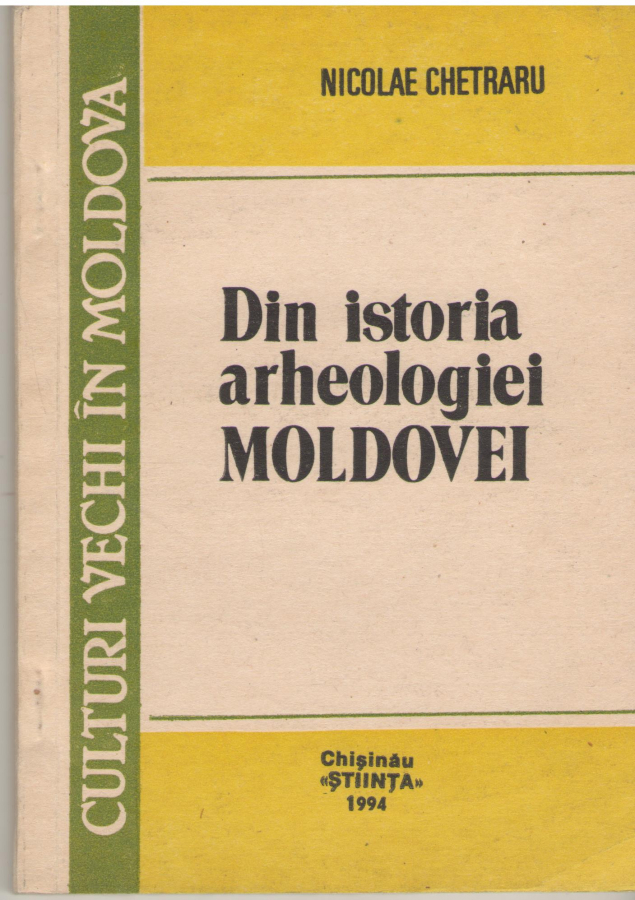 NICOLAE CHETRARU
Din istoria
arheologiei
MOLDOVEI
CULTURI VECHI ÎN MOLDOVA
Chişinău
«ŞTIINŢA»
1994